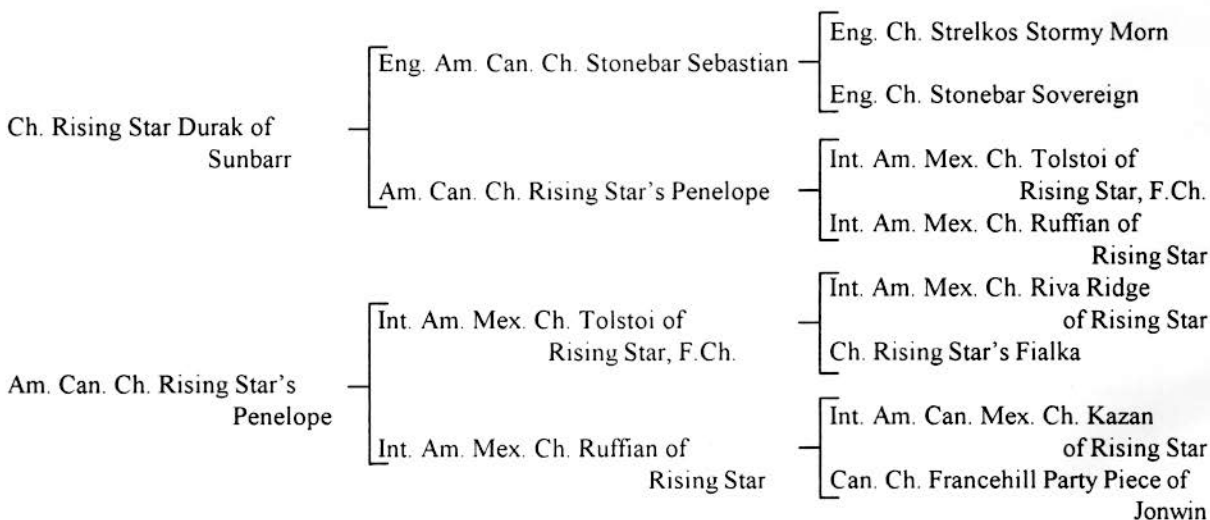 Eng. Ch. Strelkos Stormy Morn
Eng. Am. Can. Ch. Stonebar Sebastian
Eng. Ch. Stonebar Sovereign
Ch. Rising Star Durak of
Sunbarr
Int. Am. Mex. Ch. Tolstoi of
Rising Star, F.Ch.
Am. Can. Ch. Rising Star's Penelope
Int. Am. Mex. Ch. Ruffian of
Rising Star
Int. Am. Mex. Ch. Riva Ridge
of Rising Star
Int. Am. Mex. Ch. Tolstoi of
Rising Star, F.Ch.
Ch. Rising Star's Fialka
Am. Can. Ch. Rising Star's
Penelope
Int. Am. Can. Mex. Ch. Kazan
of Rising Star
Int. Am. Mex. Ch. Ruffian of
Rising Star
Can. Ch. Francehill Party Piece of
Jonwin